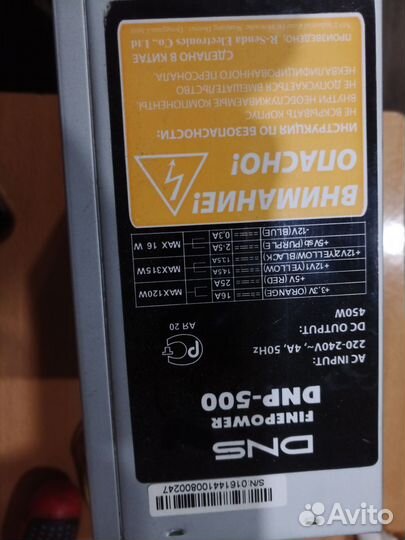 DNS
FINEPOWER
DNP-500
AC INPUT:
220-240V~, 4A, 50Hz
DC OUTPUT:
450W
АЯ 20
+3,3V (ORANGE) 16A MAX120W
+5V (RED) 25A
+12V1(YELLOW) 14,5A MAX315W
+12V2(YELLOW/BLACK) 13,5A
+5Vsb(PURPLE) 2-5A MAX 16 W
-12V(BLUE) 0.3A
ВНИМАНИЕ!
ОПАСНО!
ИНСТРУКЦИЯ ПО БЕЗОПАСНОСТИ:
НЕ ВСКРЫВАТЬ КОРПУС
ВНУТРИ НЕОБСЛУЖИВАЕМЫЕ КОМПОНЕНТЫ,
НЕ ДОПУСКАЕТСЯ ВМЕШАТЕЛЬСТВО
НЕКВАЛИФИЦИРОВАННОГО ПЕРСОНАЛА
СДЕЛАНО В КИТАЕ
ПРОИЗВЕДЕНО, R-Senda Electronics Co., Ltd
S/N:016144100800247
Avito